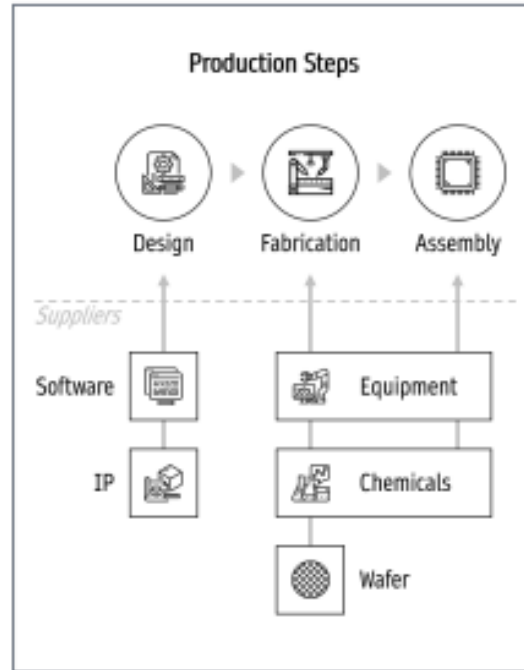 Production Steps
Design
Fabrication
Assembly
Suppliers
Software
Equipment
IP
Chemicals
Wafer